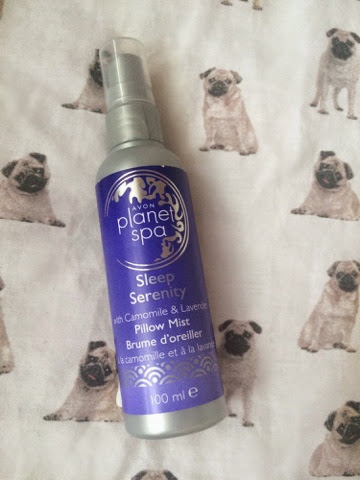 AVON
planet
spa
Sleep
Serenity
with Camomile & Lavender
Pillow Mist
Brume d'oreiller
à la camomille et à la lavande
100 ml e